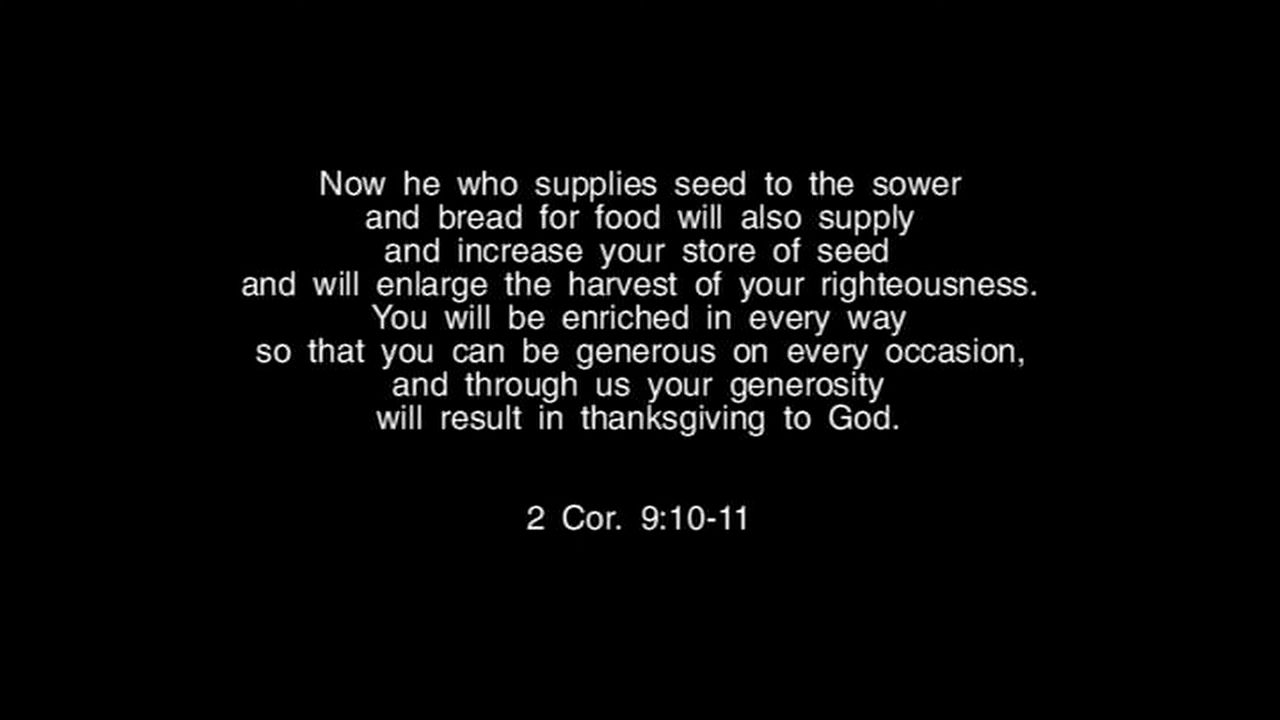 Now he who supplies seed to the sower
and bread for food will also supply
and increase your store of seed
and will enlarge the harvest of your righteousness.
You will be enriched in every way
so that you can be generous on every occasion,
and through us your generosity
will result in thanksgiving to God.
2 Cor. 9:10-11